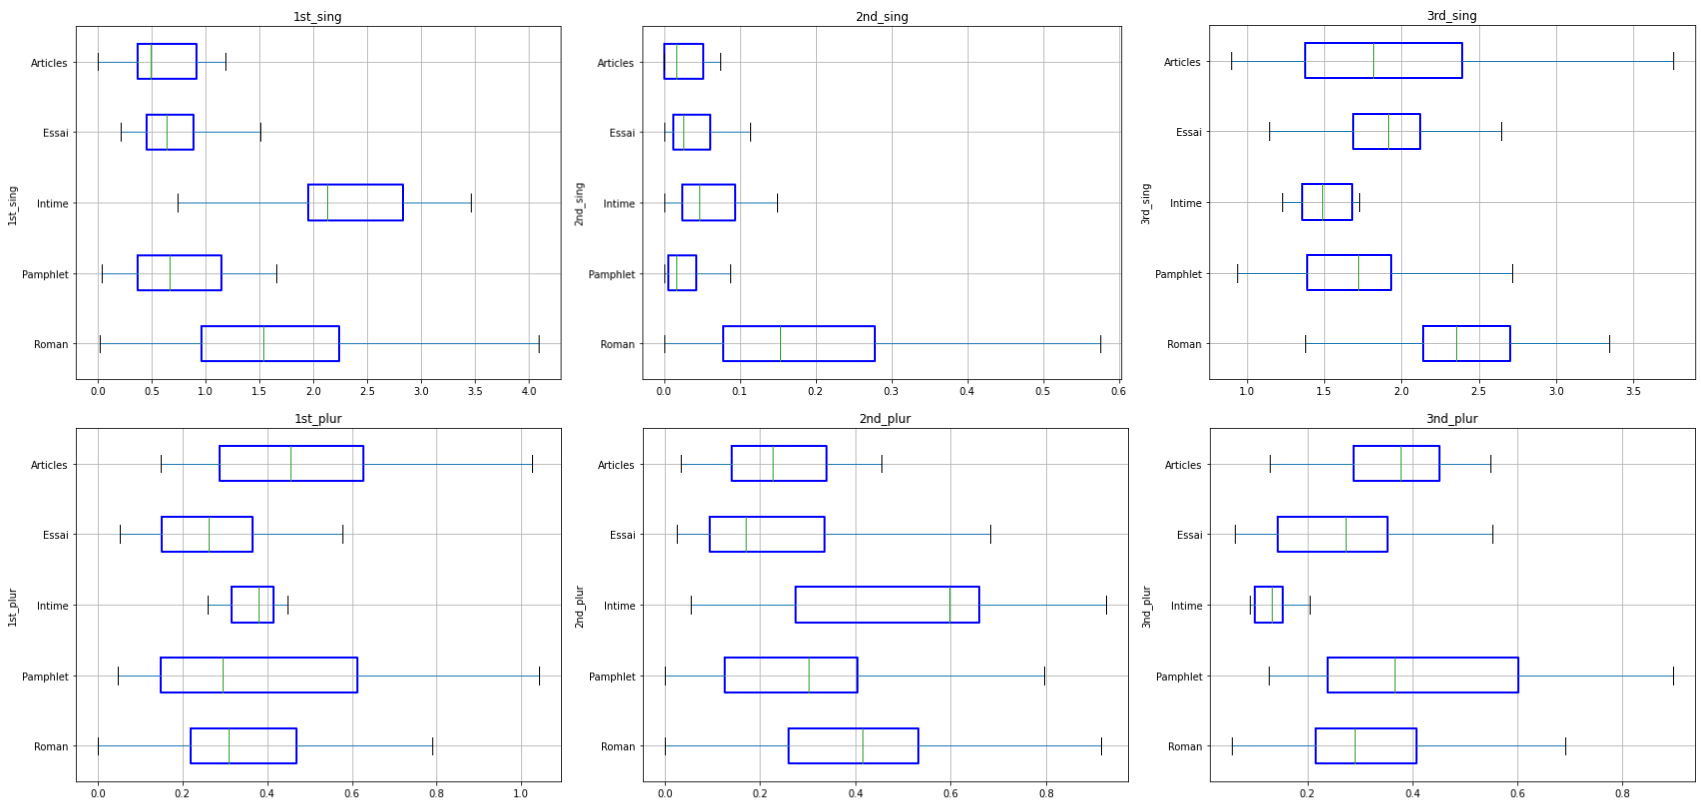 1st_sing
1st_sing
Articles
Essai
Intime
Pamphlet
Roman
0.0 0.5 1.0 1.5 2.0 2.5 3.0 3.5 4.0
2nd_sing
2nd_sing
Articles
Essai
Intime
Pamphlet
Roman
0.0 0.1 0.2 0.3 0.4 0.5 0.6
3rd_sing
3rd_sing
Articles
Essai
Intime
Pamphlet
Roman
1.0 1.5 2.0 2.5 3.0 3.5
1st_plur
1st_plur
Articles
Essai
Intime
Pamphlet
Roman
0.0 0.2 0.4 0.6 0.8 1.0
2nd_plur
2nd_plur
Articles
Essai
Intime
Pamphlet
Roman
0.0 0.2 0.4 0.6 0.8
3nd_plur
3nd_plur
Articles
Essai
Intime
Pamphlet
Roman
0.2 0.4 0.6 0.8